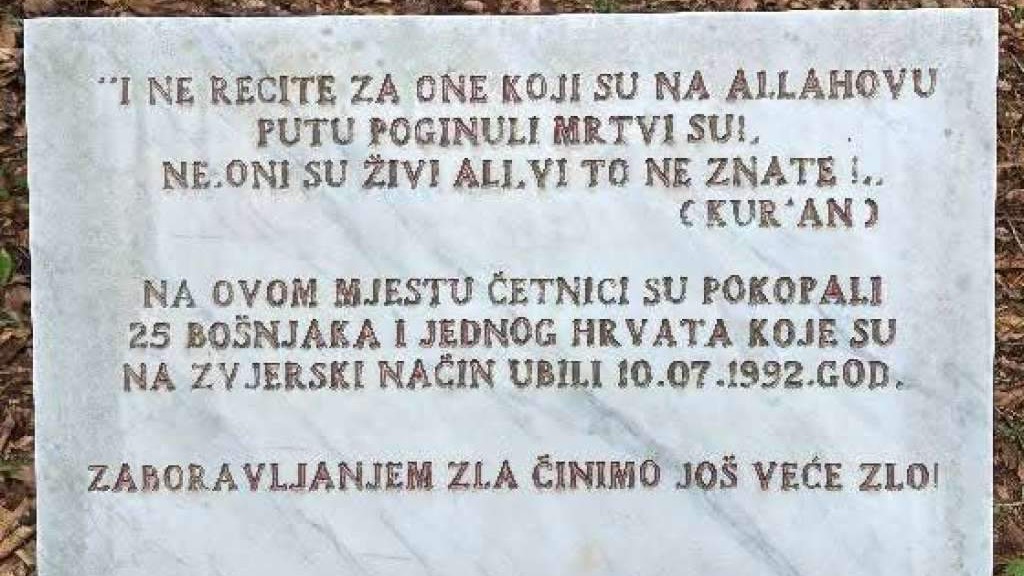 "I NE RECITE ZA ONE KOJI SU NA ALLAHOVU
PUTU POGINULI MRTVI SU!.
NE.ONI SU ŽIVI ALI.VI TO NE ZNATE !..
(KUR'AN)
NA OVOM MJESTU ČETNICI SU POKOPALI
25 BOŠNJAKA I JEDNOG HRVATA KOJE SU
NA ZVJERSKI NAČIN UBILI 10.07.1992.GOD.
ZABORAVLJANJEM ZLA ČINIMO JOŠ VEĆE ZLO!